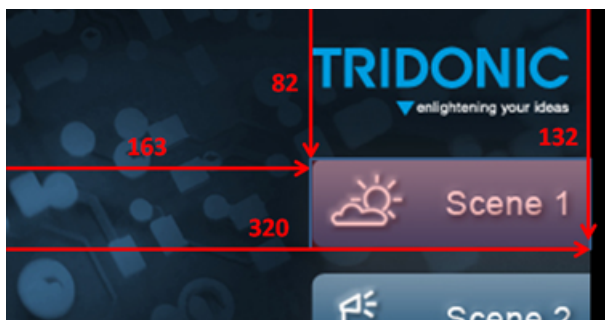 TRIDONIC
82
enlightening your ideas
163
132
Scene 1
320
Scene 2